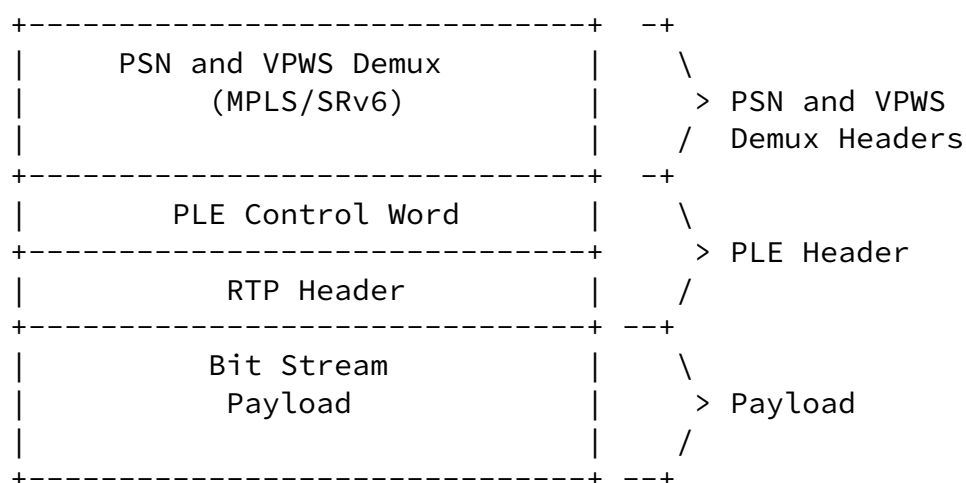 +-------------------------------+  -+
|     PSN and VPWS Demux        |    \
|          (MPLS/SRv6)          |     > PSN and VPWS
|                               |    /  Demux Headers
+-------------------------------+  -+
|        PLE Control Word       |    \
+-------------------------------+     > PLE Header
|           RTP Header          |    /
+-------------------------------+ --+
|          Bit Stream           |    \
|           Payload             |     > Payload
|                               |    /
+-------------------------------+ --+